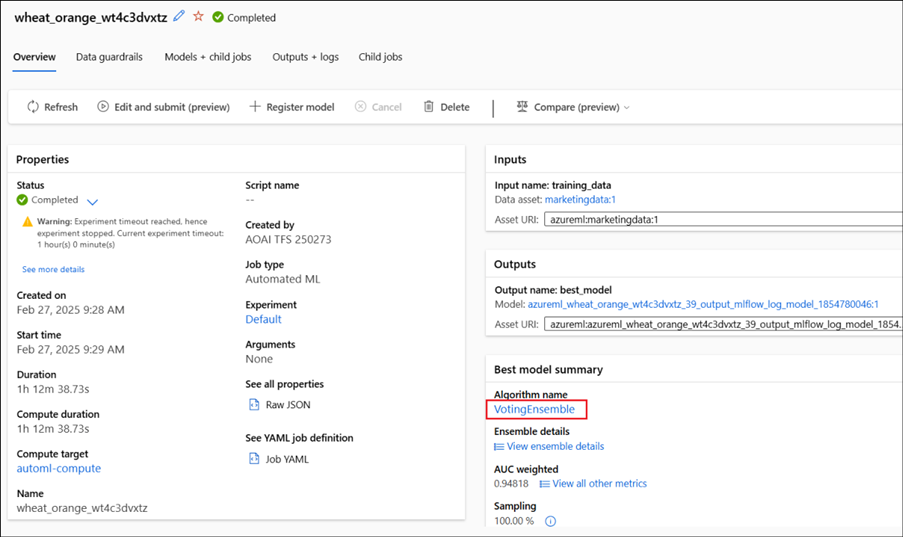 wheat_orange_wt4c3dvxtz Completed
Overview Data guardrails Models + child jobs Outputs + logs Child jobs
Refresh Edit and submit (preview) Register model Cancel Delete Compare (preview)
Properties
Status
Completed
Warning: Experiment timeout reached, hence
experiment stopped. Current experiment timeout:
1 hour(s) 0 minute(s)
See more details
Created on
Feb 27, 2025 9:28 AM
Start time
Feb 27, 2025 9:29 AM
Duration
1h 12m 38.73s
Compute duration
1h 12m 38.73s
Compute target
automl-compute
Name
wheat_orange_wt4c3dvxtz
Script name
--
Created by
AOAI TFS 250273
Job type
Automated ML
Experiment
Default
Arguments
None
See all properties
Raw JSON
See YAML job definition
Job YAML
Inputs
Input name: training_data
Data asset: marketingdata:1
Asset URI: azureml:marketingdata:1
Outputs
Output name: best_model
Model: azureml_wheat_orange_wt4c3dvxtz_39_output_mlflow_log_model_1854780046:1
Asset URI: azureml:azureml_wheat_orange_wt4c3dvxtz_39_output_mlflow_log_model_1854...
Best model summary
Algorithm name
VotingEnsemble
Ensemble details
View ensemble details
AUC weighted
0.94818 View all other metrics
Sampling
100.00 %